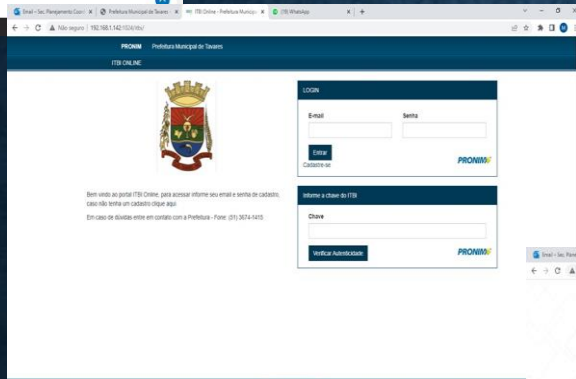 Email – Sec. Planejamento Coord
Prefeitura Municipal de Tavares
ITBI Online - Prefeitura Municip
(19) WhatsApp
Não seguro | 192.168.1.142:1024/itbi/
PRONIM Prefeitura Municipal de Tavares
ITBI ONLINE
LOGIN
E-mail Senha
Entrar
Cadastre-se
PRONIM
Bem vindo ao portal ITBI Online, para acessar informe seu email e senha de cadastro,
caso não tenha um cadastro clique aqui.
Em caso de dúvidas entre em contato com a Prefeitura - Fone: (51) 3674-1415
Informe a chave do ITBI
Chave
Verificar Autenticidade
PRONIM
Email – Sec. Plane